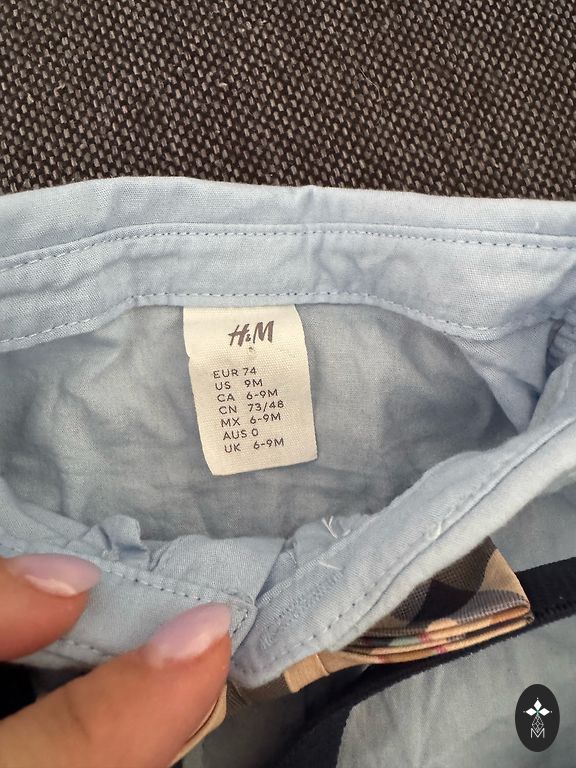 H&M
EUR 74
US 9M
CA 6-9M
CN 73/48
MX 6-9M
AUS 0
UK 6-9M
M